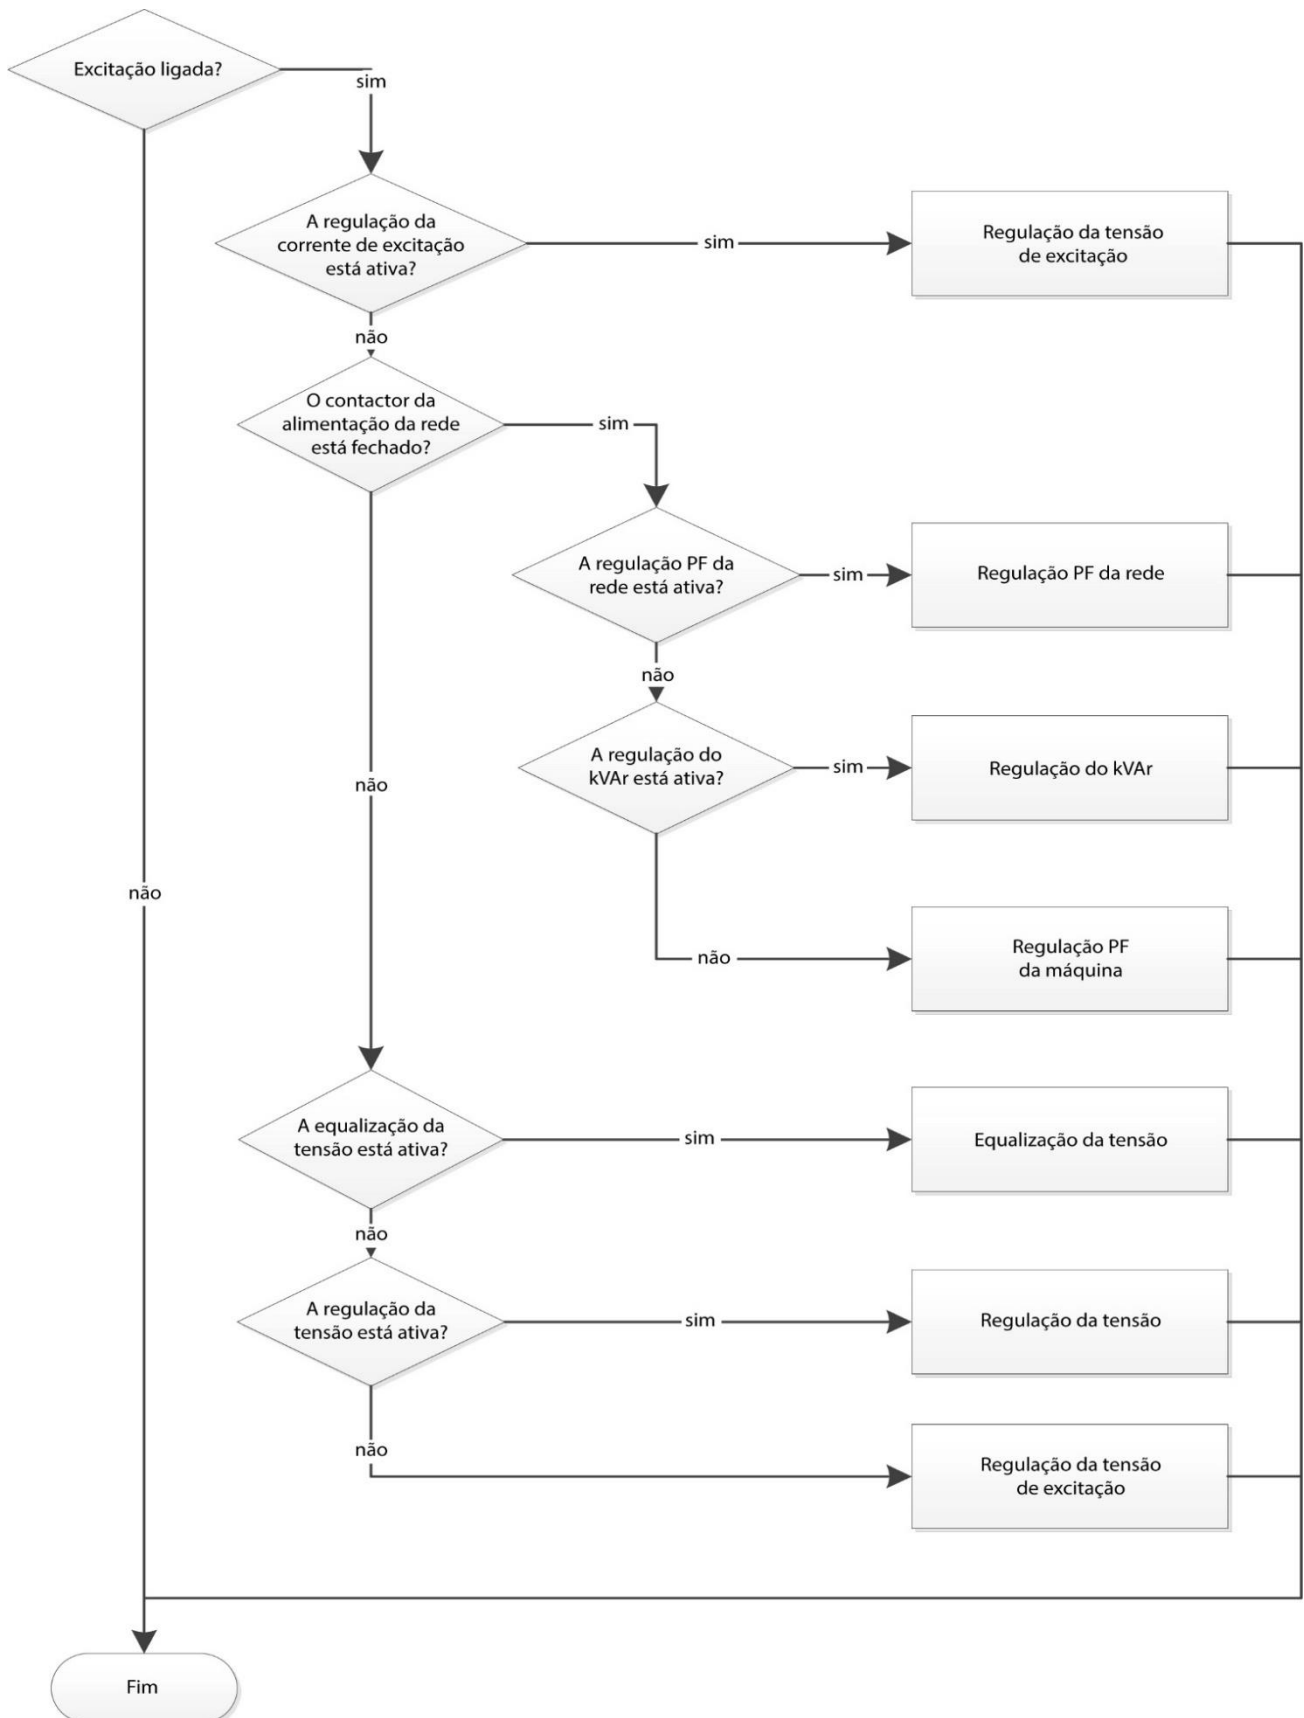 Excitação ligada?
sim
A regulação da
corrente de excitação
está ativa?
sim
Regulação da tensão
de excitação
não
O contactor da
alimentação da rede
está fechado?
sim
A regulação PF da
rede está ativa?
sim
Regulação PF da rede
não
A regulação do
kVAr está ativa?
sim
Regulação do kVAr
não
não
não
Regulação PF
da máquina
A equalização da
tensão está ativa?
sim
Equalização da tensão
não
A regulação da
tensão está ativa?
sim
Regulação da tensão
não
Regulação da tensão
de excitação
Fim